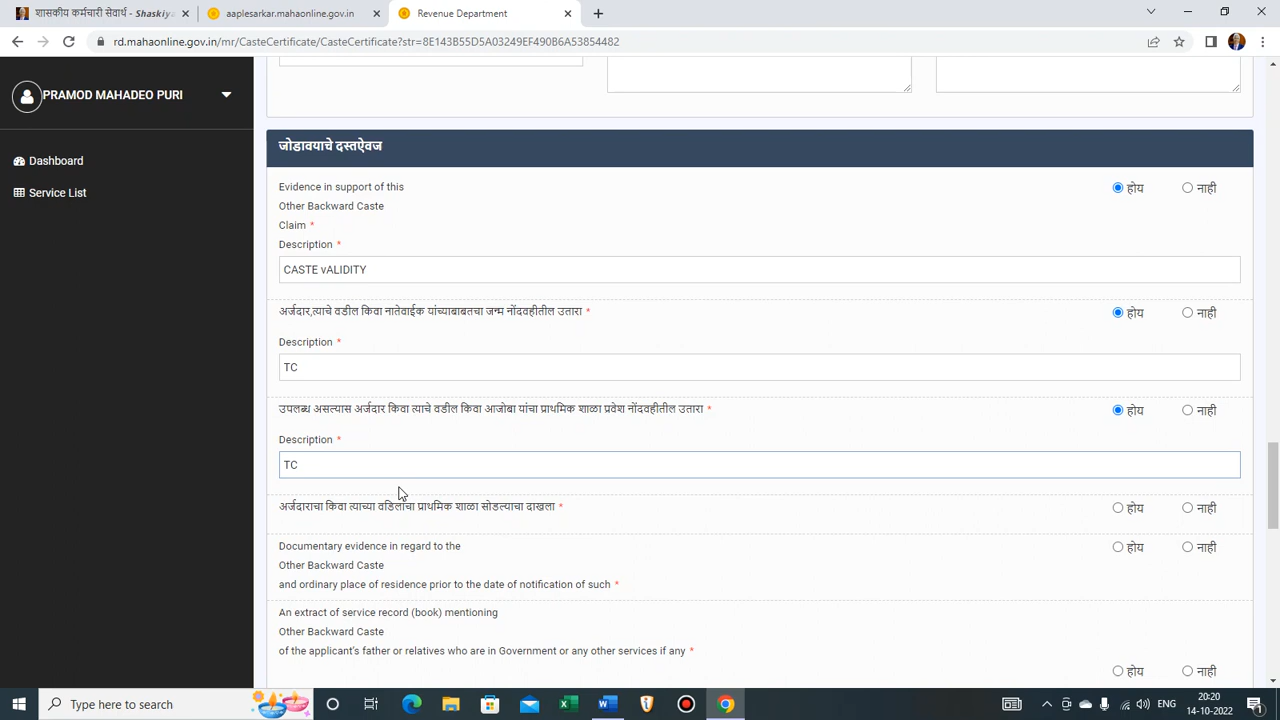 शासकीय कर्मचारी सेवार्थ - Shaskiy
aaplesarkar.mahaonline.gov.in
Revenue Department
rd.mahaonline.gov.in/mr/CasteCertificate/CasteCertificate?str=8E143B55D5A03249EF490B6A53854482
PRAMOD MAHADEO PURI
Dashboard
Service List
जोडावयाचे दस्तऐवज
Evidence in support of this
Other Backward Caste
Claim *
होय नाही
Description *
CASTE vALIDITY
अर्जदार,त्याचे वडील किवा नातेवाईक यांच्याबाबतचा जन्म नोंदवहीतील उतारा *
होय नाही
Description *
TC
उपलब्ध असल्यास अर्जदार किवा त्याचे वडील किवा आजोबा यांचा प्राथमिक शाळा प्रवेश नोंदवहीतील उतारा *
होय नाही
Description *
TC
अर्जदाराचा किवा त्याच्या वडिलांचा प्राथमिक शाळा सोडल्याचा दाखला *
होय नाही
Documentary evidence in regard to the
होय नाही
Other Backward Caste
and ordinary place of residence prior to the date of notification of such *
An extract of service record (book) mentioning
Other Backward Caste
of the applicant's father or relatives who are in Government or any other services if any *
होय नाही
Type here to search
ENG
20:20
14-10-2022